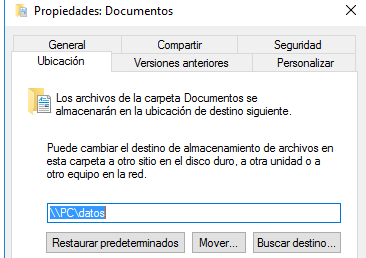 Propiedades: Documentos
General Compartir Seguridad
Ubicación Versiones anteriores Personalizar
Los archivos de la carpeta Documentos se
almacenarán en la ubicación de destino siguiente.
Puede cambiar el destino de almacenamiento de archivos en
esta carpeta a otro sitio en el disco duro, a otra unidad o a
otro equipo en la red.
\\PC\datos
Restaurar predeterminados Mover... Buscar destino...